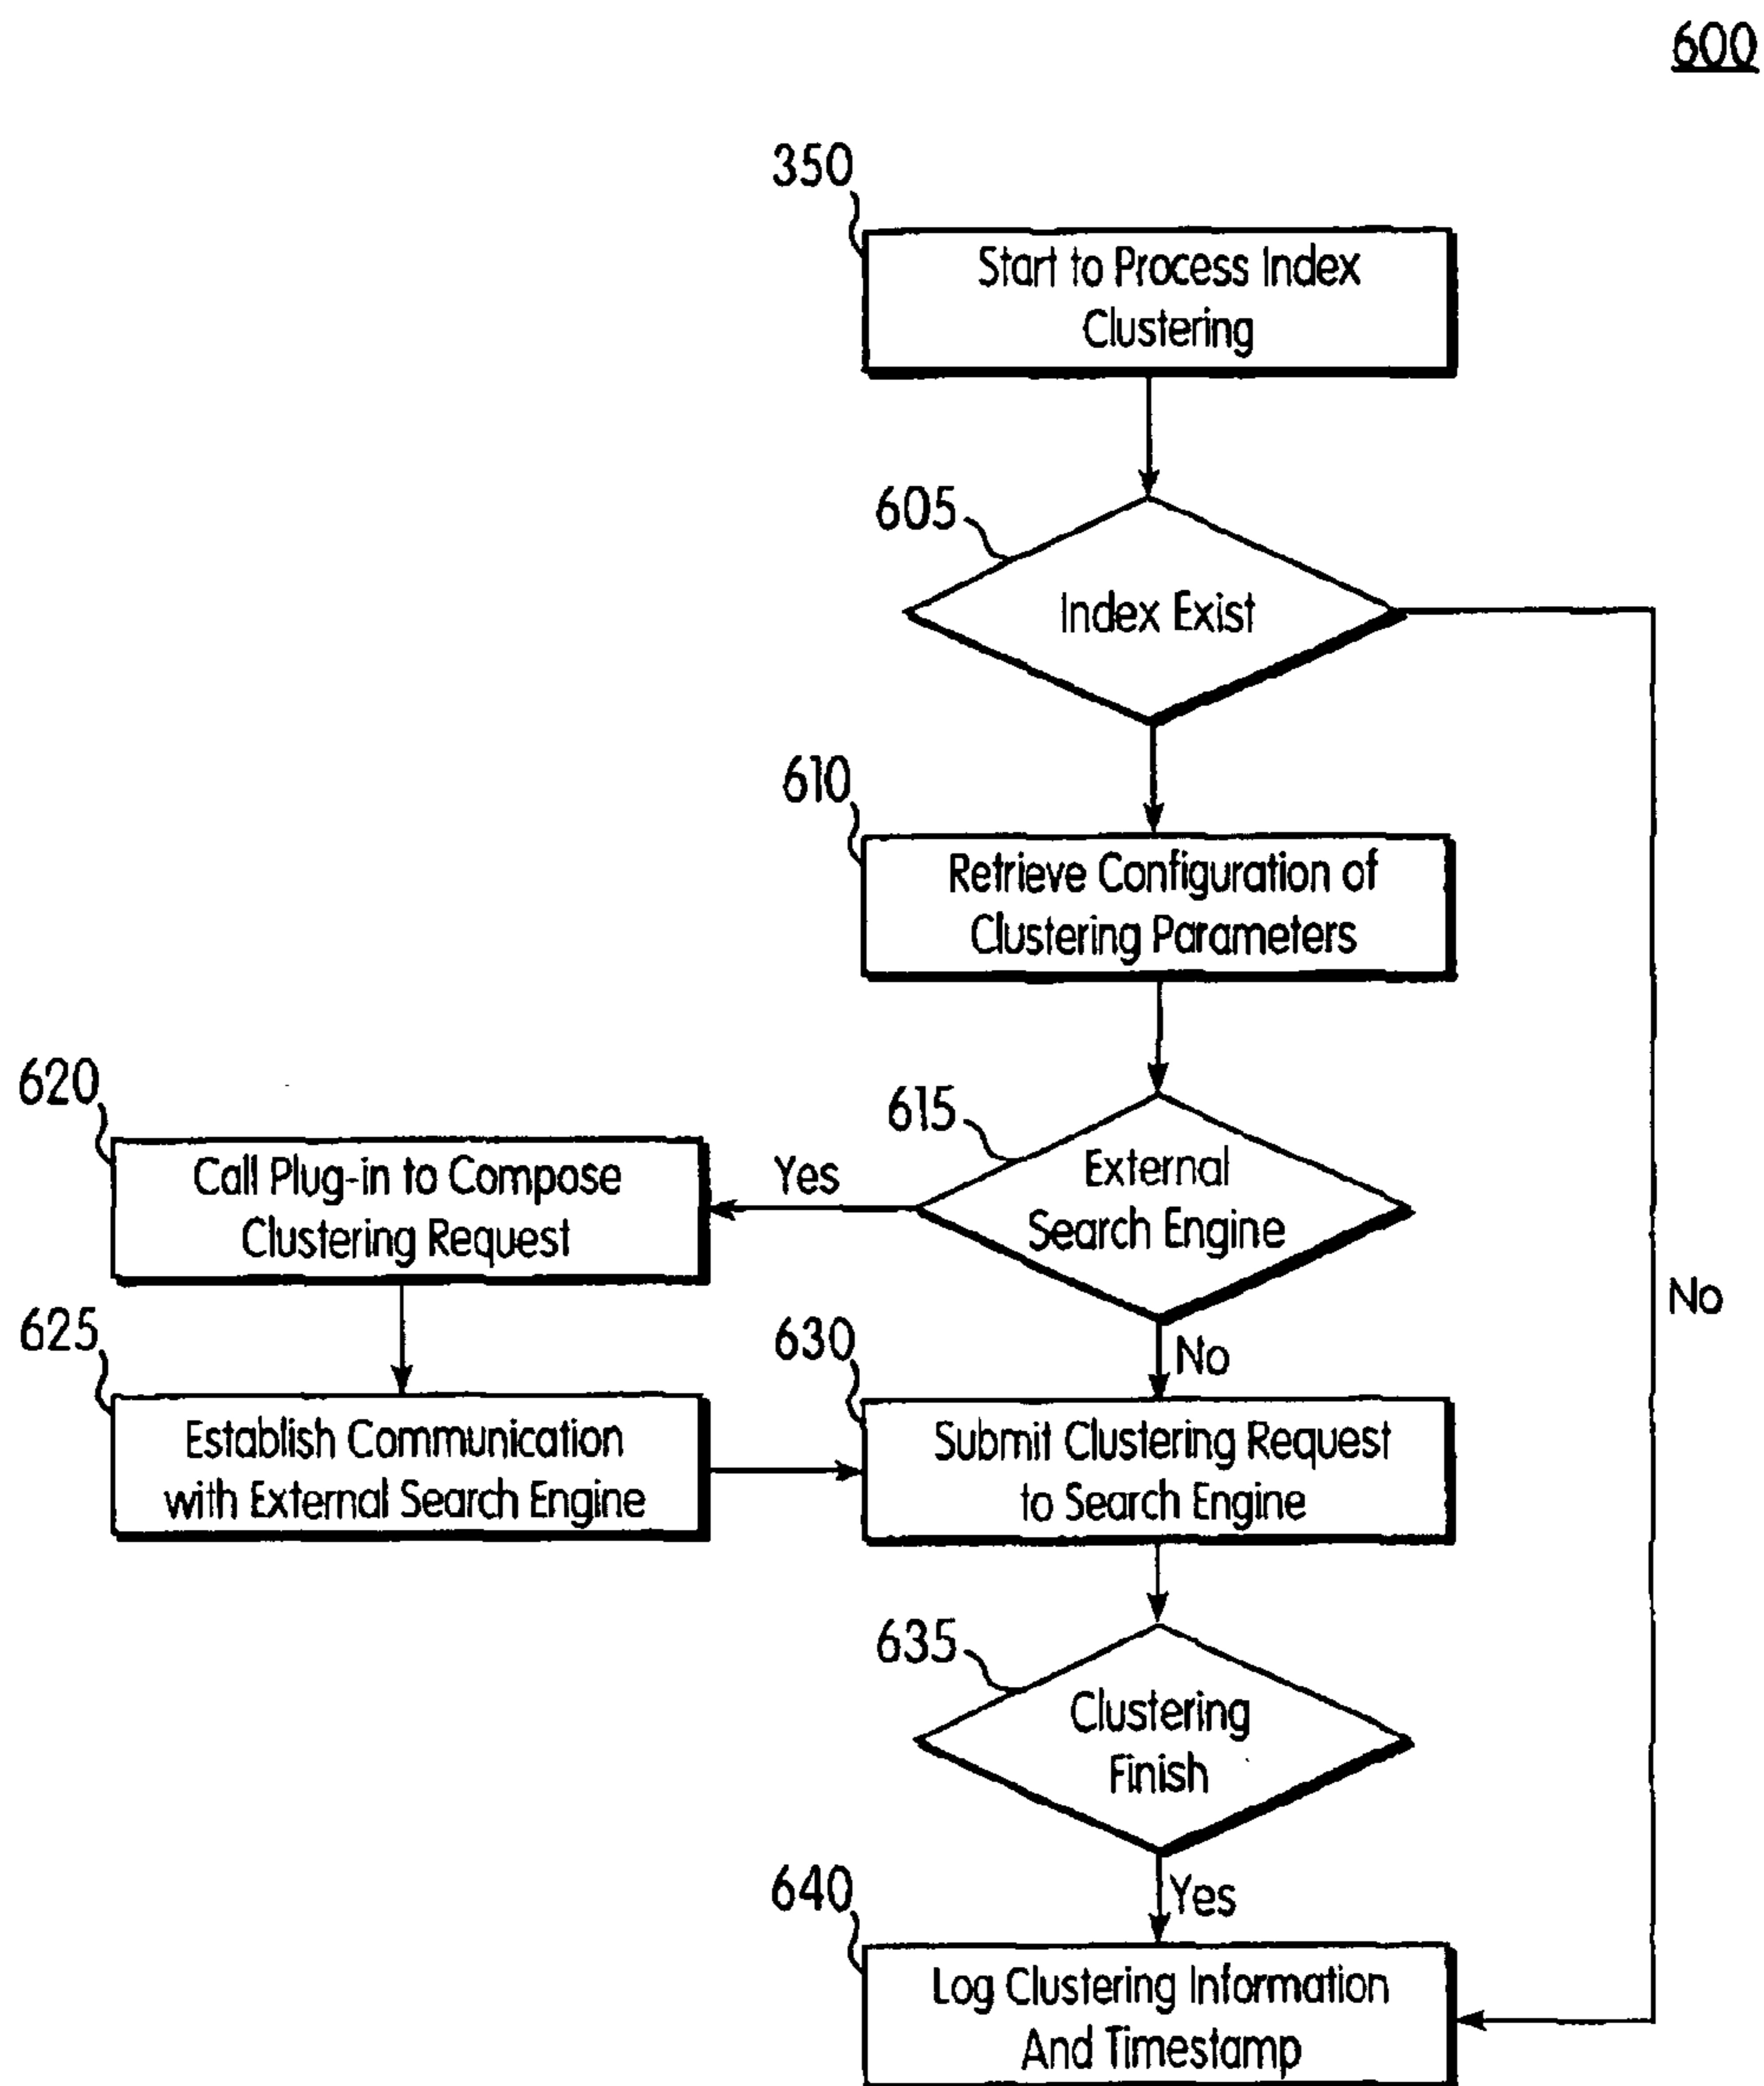 600
350
Start to Process Index
Clustering
605
Index Exist
610
Retrieve Configuration of
Clustering Parameters
620
615
Call Plug-in to Compose
Clustering Request
Yes
External
Search Engine
No
625
630
No
Establish Communication
with External Search Engine
Submit Clustering Request
to Search Engine
635
Clustering
Finish
640
Yes
Log Clustering Information
And Timestamp